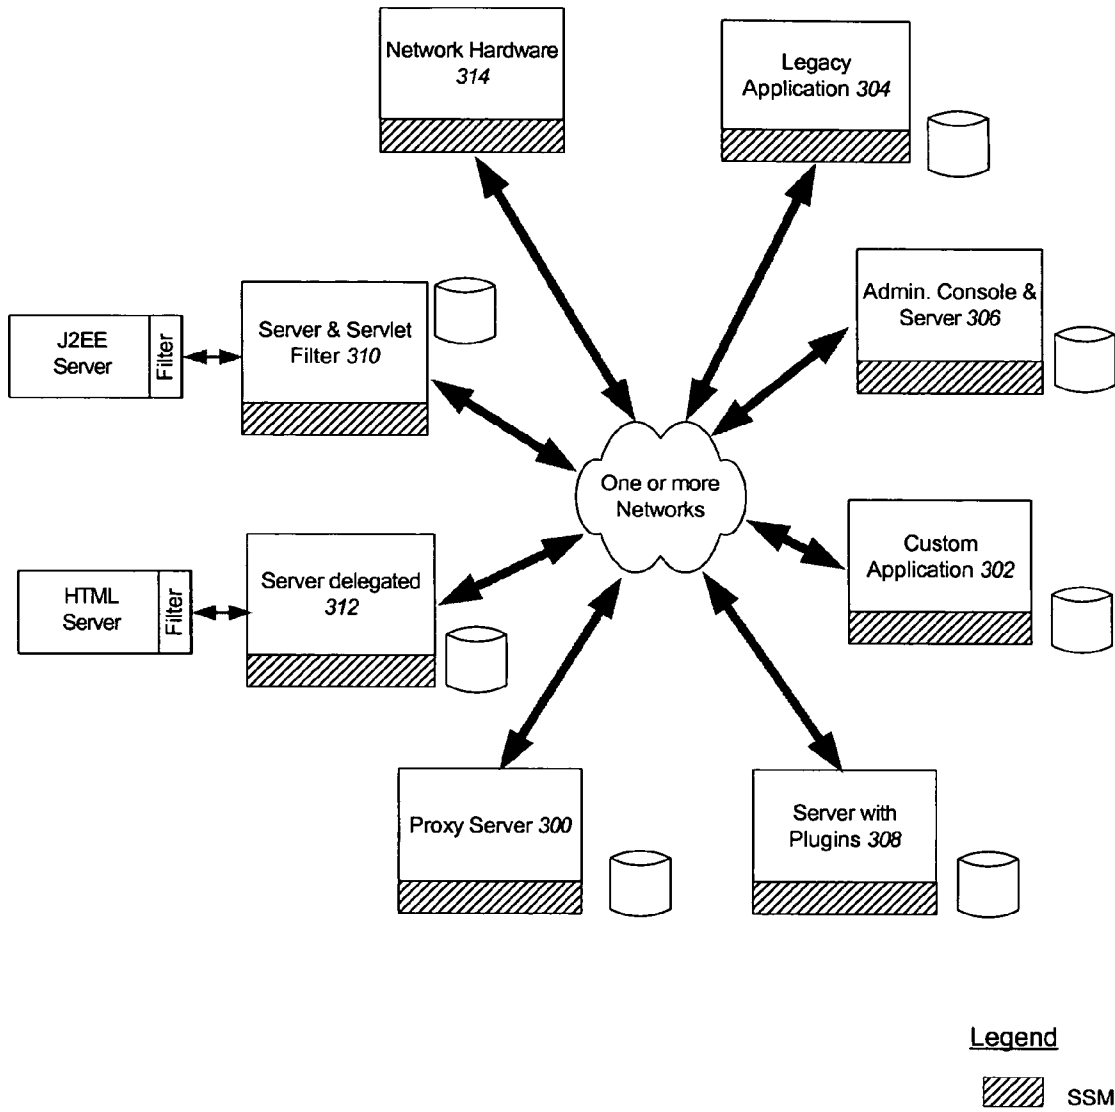 Network Hardware
314
Legacy
Application 304
Admin. Console &
Server 306
J2EE
Server
Filter
Server & Servlet
Filter 310
One or more
Networks
Custom
Application 302
HTML
Server
Filter
Server delegated
312
Proxy Server 300
Server with
Plugins 308
Legend
SSM